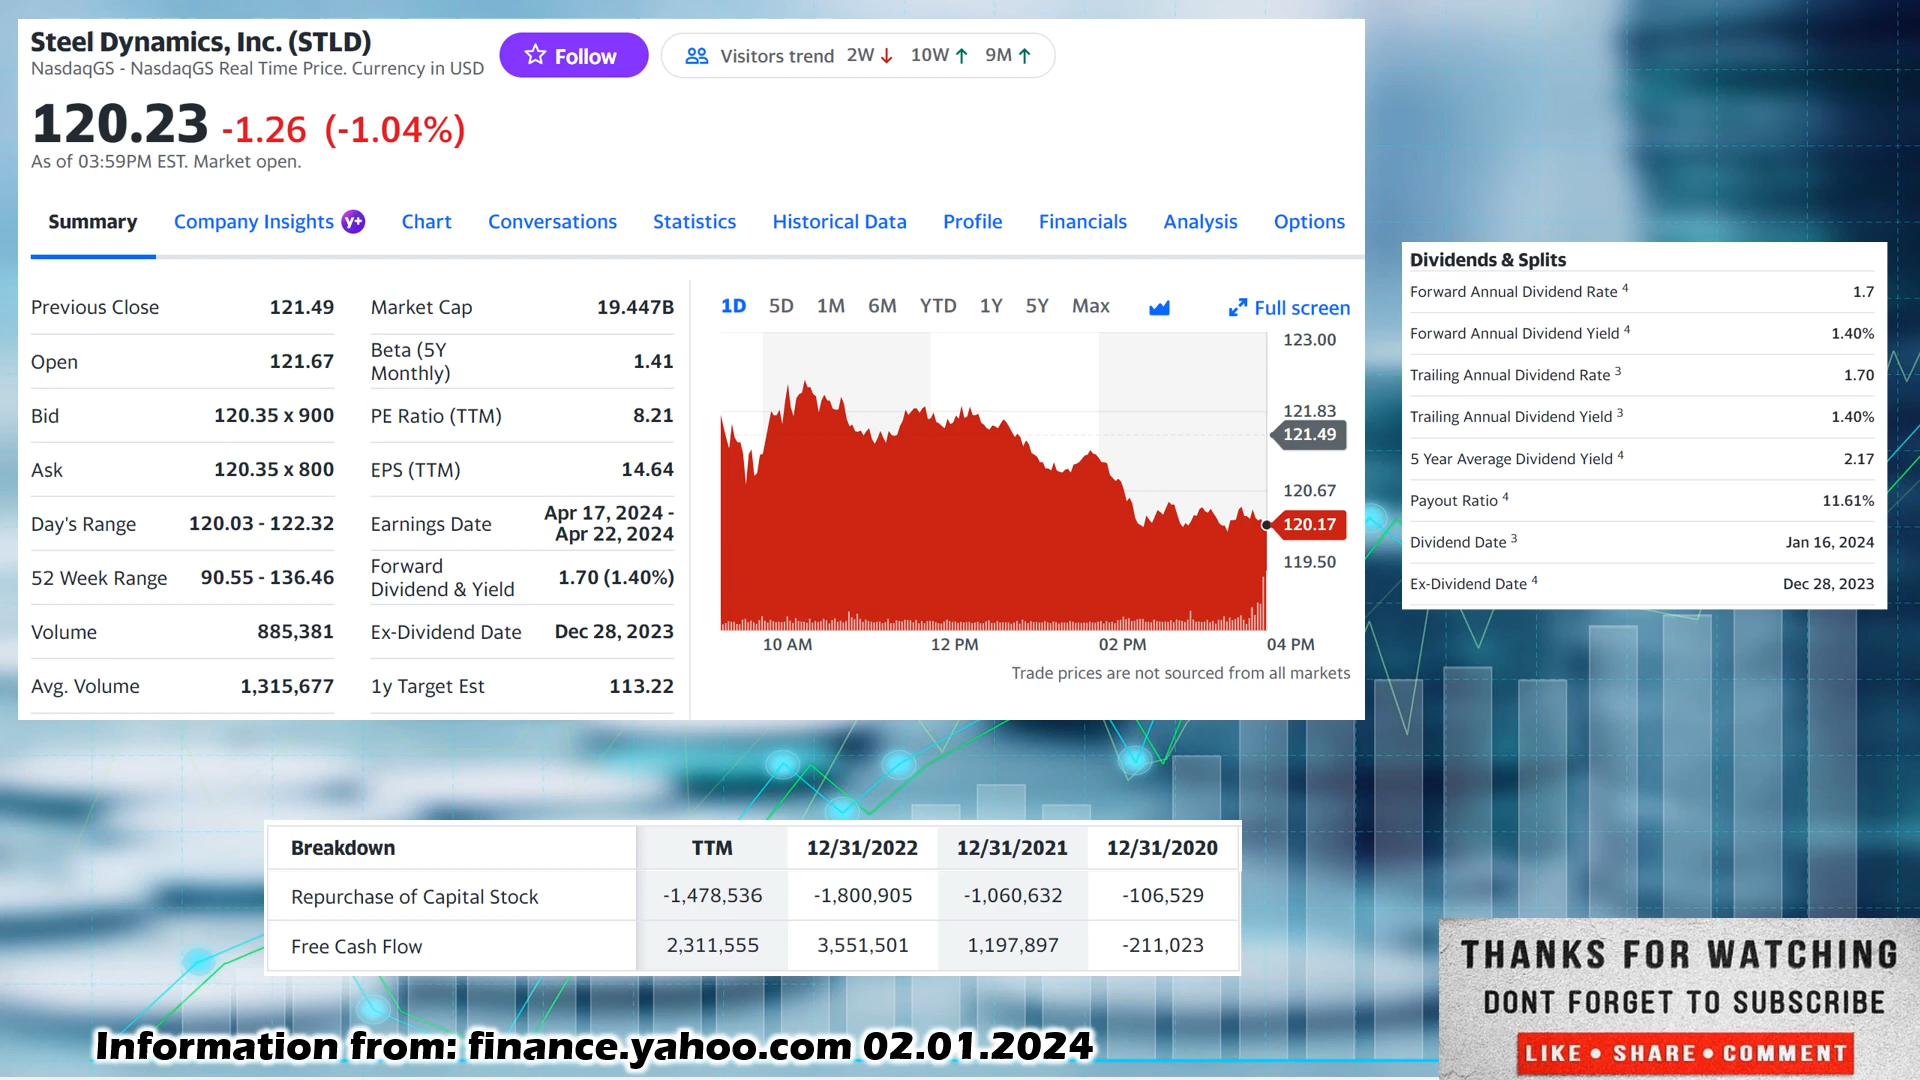 Steel Dynamics, Inc. (STLD)
NasdaqGS - NasdaqGS Real Time Price. Currency in USD
Follow
Visitors trend 2W ↓ 10W ↑ 9M ↑
120.23 -1.26 (-1.04%)
As of 03:59PM EST. Market open.
Summary Company Insights y+ Chart Conversations Statistics Historical Data Profile Financials Analysis Options
Previous Close 121.49
Open 121.67
Bid 120.35 x 900
Ask 120.35 x 800
Day's Range 120.03 - 122.32
52 Week Range 90.55 - 136.46
Volume 885,381
Avg. Volume 1,315,677
Market Cap 19.447B
Beta (5Y
Monthly) 1.41
PE Ratio (TTM) 8.21
EPS (TTM) 14.64
Earnings Date Apr 17, 2024 -
Apr 22, 2024
Forward
Dividend & Yield 1.70 (1.40%)
Ex-Dividend Date Dec 28, 2023
1y Target Est 113.22
1D 5D 1M 6M YTD 1Y 5Y Max Full screen
123.00
121.83
121.49
120.67
120.17
119.50
10 AM 12 PM 02 PM 04 PM
Trade prices are not sourced from all markets
Dividends & Splits
Forward Annual Dividend Rate 4 1.7
Forward Annual Dividend Yield 4 1.40%
Trailing Annual Dividend Rate 3 1.70
Trailing Annual Dividend Yield 3 1.40%
5 Year Average Dividend Yield 4 2.17
Payout Ratio 4 11.61%
Dividend Date 3 Jan 16, 2024
Ex-Dividend Date 4 Dec 28, 2023
Breakdown TTM 12/31/2022 12/31/2021 12/31/2020
Repurchase of Capital Stock -1,478,536 -1,800,905 -1,060,632 -106,529
Free Cash Flow 2,311,555 3,551,501 1,197,897 -211,023
THANKS FOR WATCHING
DONT FORGET TO SUBSCRIBE
LIKE • SHARE • COMMENT
Information from: finance.yahoo.com 02.01.2024